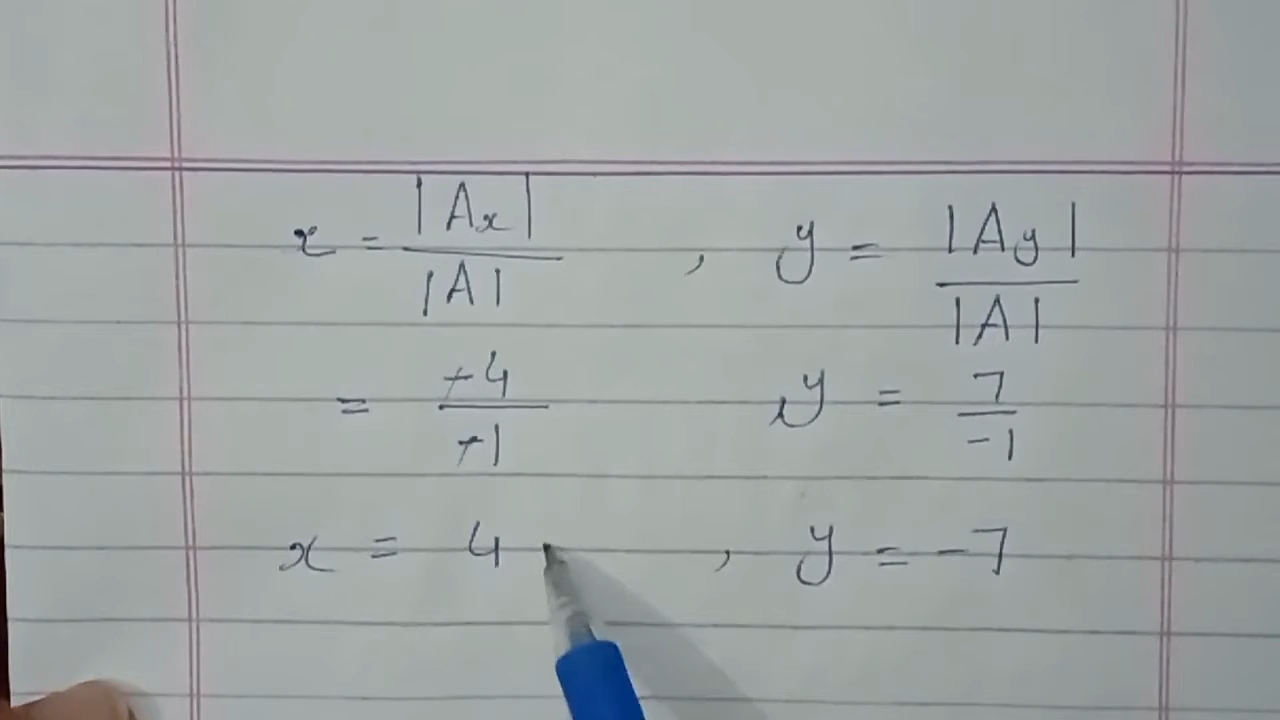 x = |Ax| / |A| , y = |Ay| / |A|
= +4 / +1 y = 7 / -1
x = 4 , y = -7